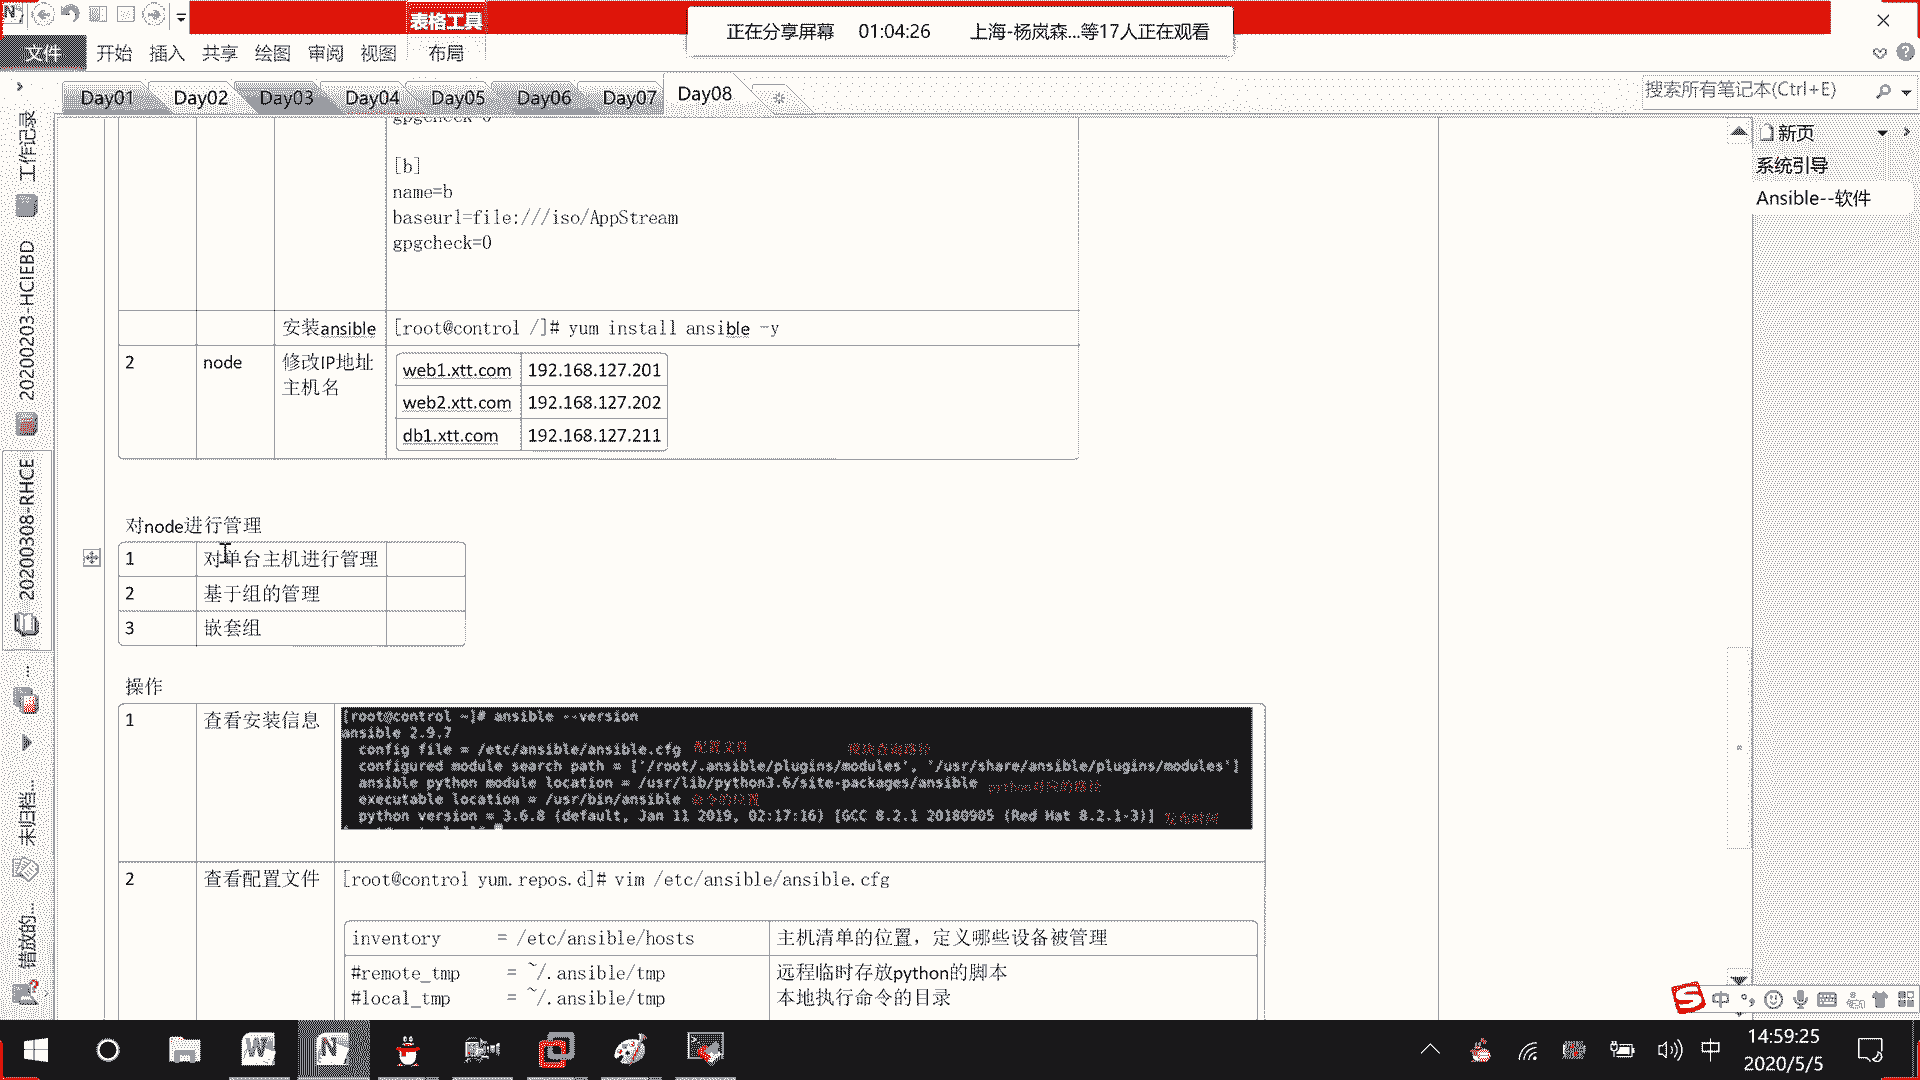 表格工具
正在分享屏幕 01:04:26 上海-杨岚森...等17人正在观看
文件 开始 插入 共享 绘图 审阅 视图 布局
Day01 Day02 Day03 Day04 Day05 Day06 Day07 Day08
搜索所有笔记本(Ctrl+E)
工作记录
20200203-HCIEBD
20200308-RHCE
未归档...
错放的...
新页
系统引导
Ansible--软件
gpgcheck=0
[b]
name=b
baseurl=file:///iso/AppStream
gpgcheck=0
安装ansible [root@control /]# yum install ansible -y
2 node 修改IP地址
主机名
web1.xtt.com 192.168.127.201
web2.xtt.com 192.168.127.202
db1.xtt.com 192.168.127.211
对node进行管理
1 对单台主机进行管理
2 基于组的管理
3 嵌套组
操作
1 查看安装信息
[root@control ~]# ansible --version
ansible 2.9.7
config file = /etc/ansible/ansible.cfg 配置文件
configured module search path = ['/root/.ansible/plugins/modules', '/usr/share/ansible/plugins/modules']
ansible python module location = /usr/lib/python3.6/site-packages/ansible
executable location = /usr/bin/ansible 命令的位置
python version = 3.6.8 (default, Jan 11 2019, 02:17:16) [GCC 8.2.1 20180905 (Red Hat 8.2.1-3)] 发布时间
2 查看配置文件 [root@control yum.repos.d]# vim /etc/ansible/ansible.cfg
inventory = /etc/ansible/hosts 主机清单的位置，定义哪些设备被管理
#remote_tmp = ~/.ansible/tmp 远程临时存放python的脚本
#local_tmp = ~/.ansible/tmp 本地执行命令的目录
中
中
14:59:25
2020/5/5